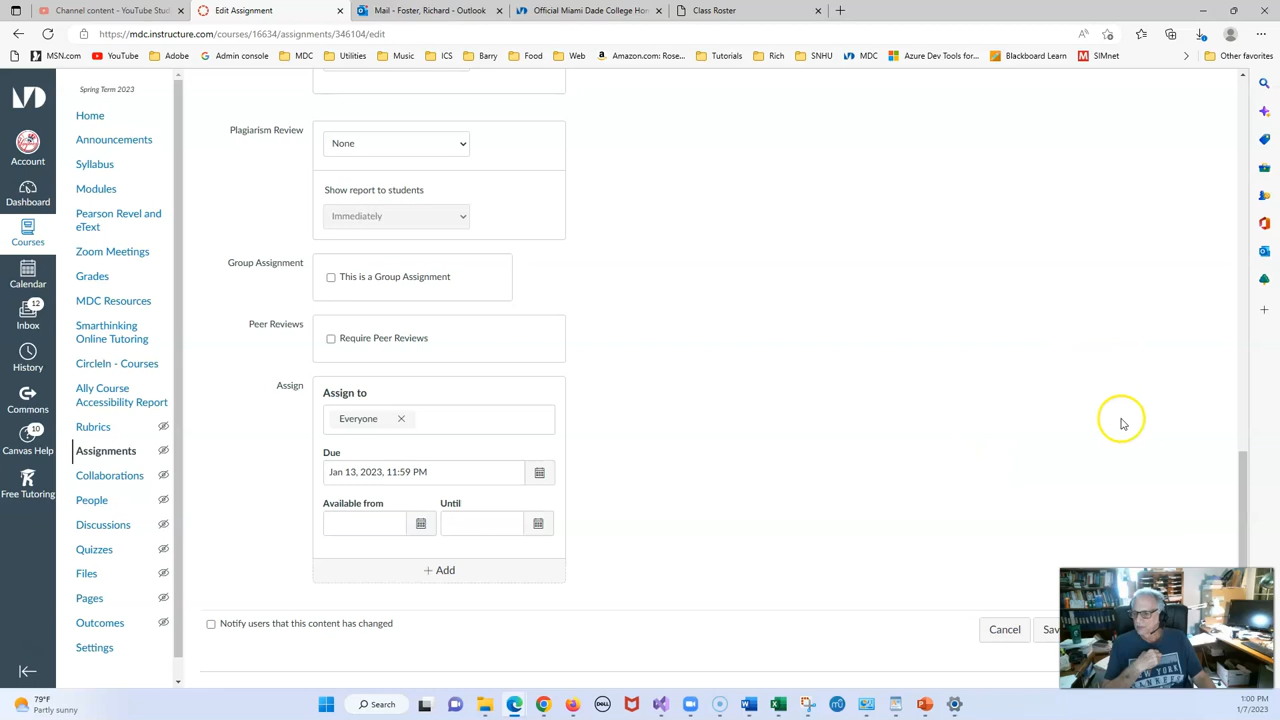 Channel content - YouTube Stud
Edit Assignment
Mail - Foster, Richard - Outlook
Official Miami Dade College Hom
Class Roster
https://mdc.instructure.com/courses/16634/assignments/346104/edit
MSN.com
YouTube
Adobe
Admin console
MDC
Utilities
Music
ICS
Barry
Food
Web
Amazon.com: Rose...
Tutorials
Rich
SNHU
MDC
Azure Dev Tools for...
Blackboard Learn
SIMnet
Other favorites
Spring Term 2023
Account
Dashboard
Courses
Calendar
12
Inbox
History
Commons
10
Canvas Help
Free Tutoring
Home
Announcements
Syllabus
Modules
Pearson Revel and
eText
Zoom Meetings
Grades
MDC Resources
Smarthinking
Online Tutoring
CircleIn - Courses
Ally Course
Accessibility Report
Rubrics
Assignments
Collaborations
People
Discussions
Quizzes
Files
Pages
Outcomes
Settings
Plagiarism Review
None
Show report to students
Immediately
Group Assignment
This is a Group Assignment
Peer Reviews
Require Peer Reviews
Assign
Assign to
Everyone
Due
Jan 13, 2023, 11:59 PM
Available from
Until
+ Add
Notify users that this content has changed
Cancel
Sav
79°F
Partly sunny
Search
1:00 PM
1/7/2023